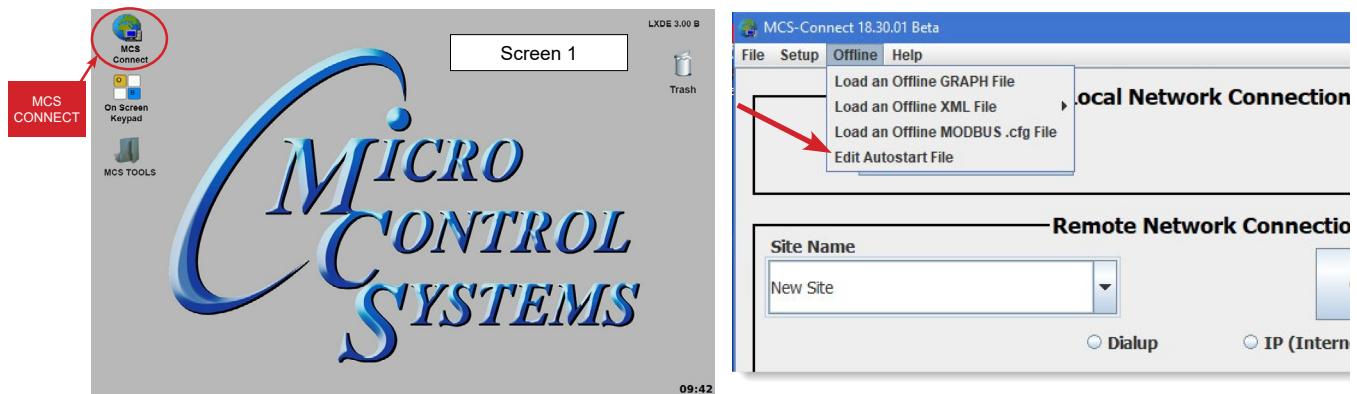 MCS
CONNECT
MCS
Connect
On Screen
Keypad
MCS TOOLS
Screen 1
LXDE 3.00 B
Trash
MICRO
CONTROL
SYSTEMS
09:42
MCS-Connect 18.30.01 Beta
File Setup Offline Help
Load an Offline GRAPH File
Load an Offline XML File
Load an Offline MODBUS .cfg File
Edit Autostart File
ocal Network Connection
Remote Network Connectio
Site Name
New Site
Dialup
IP (Intern